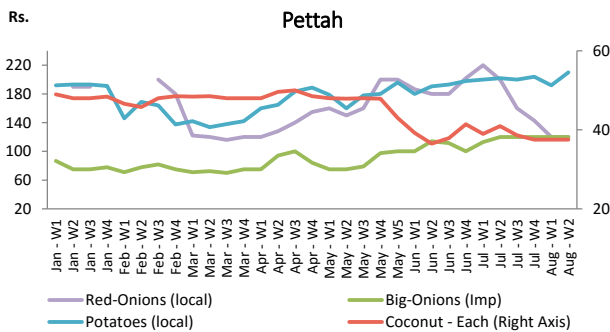 Rs.
Pettah
220
180
140
100
60
20
60
50
40
30
20
Jan - W1
Jan - W2
Jan - W3
Jan - W4
Feb - W1
Feb - W2
Feb - W3
Feb - W4
Mar - W1
Mar - W2
Mar - W3
Mar - W4
Apr - W1
Apr - W2
Apr - W3
Apr - W4
May - W1
May - W2
May - W3
May - W4
May - W5
Jun - W1
Jun - W2
Jun - W3
Jun - W4
Jul - W1
Jul - W2
Jul - W3
Jul - W4
Aug - W1
Aug - W2
Red-Onions (local)
Big-Onions (Imp)
Potatoes (local)
Coconut - Each (Right Axis)